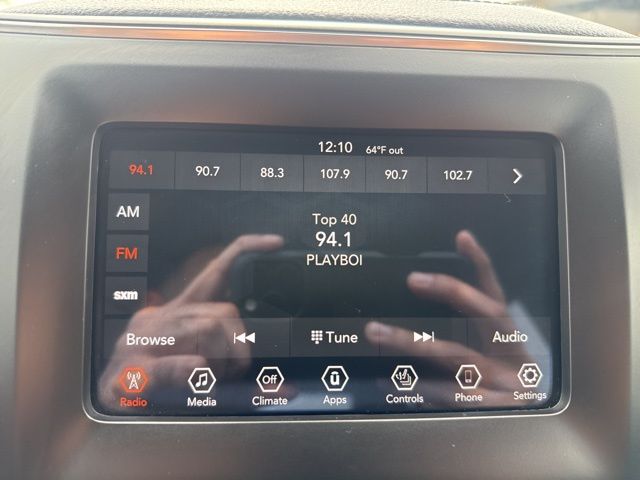 12:10 64°F out
94.1 90.7 88.3 107.9 90.7 102.7
AM
FM
sxm
Top 40
94.1
PLAYBOI
Browse Tune Audio
Off
Radio Media Climate Apps Controls Phone Settings